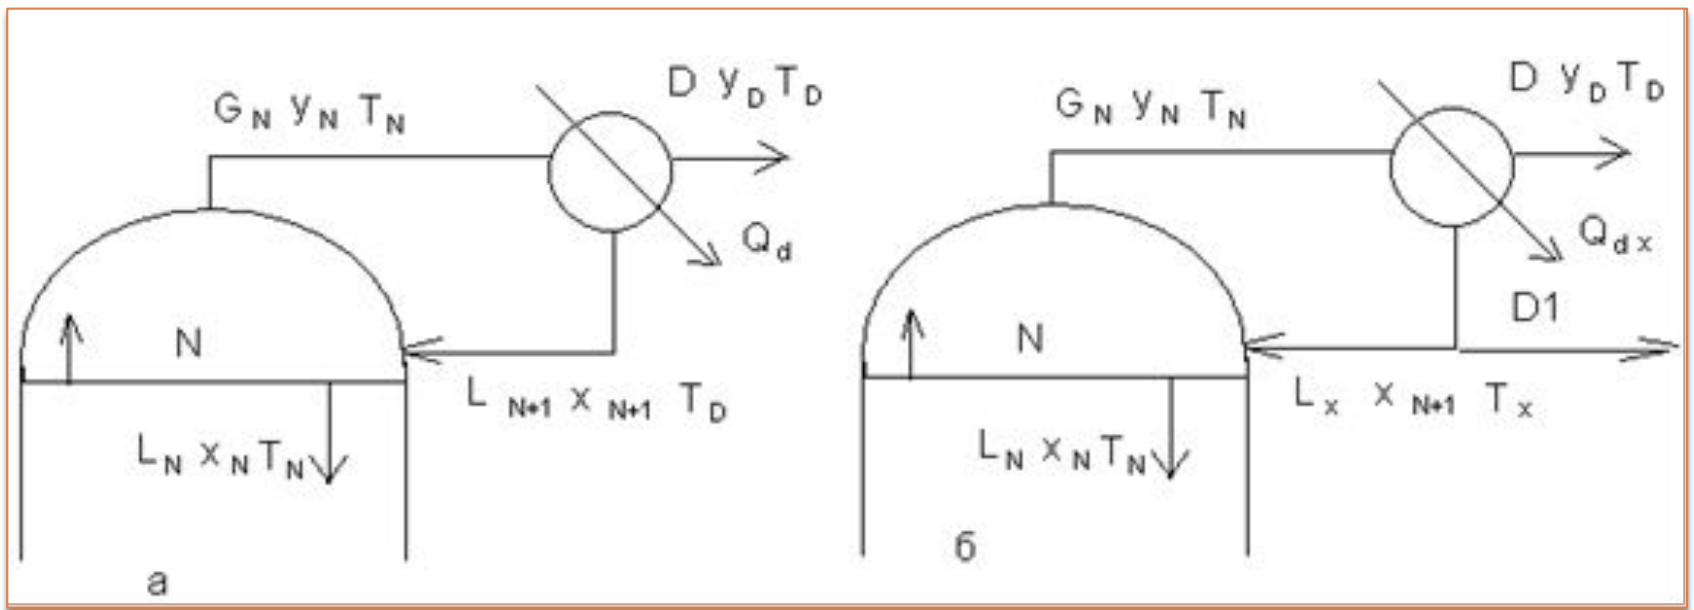 G N y N T N
D y D T D
Q d
N
L N+1 x N+1 T D
L N x N T N
а
G N y N T N
D y D T D
Q d x
D1
N
L x x N+1 T x
L N x N T N
б